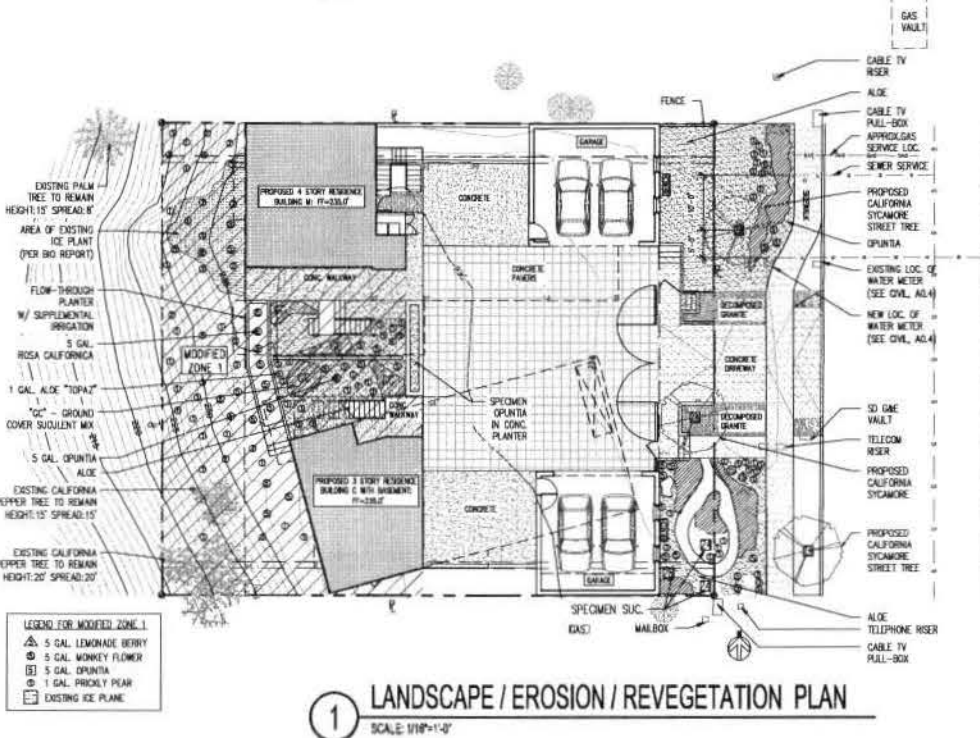 GAS
VAULT
CABLE TV
RISER
ALOE
CABLE TV
PULL-BOX
APPROX.GAS
SERVICE LOC.
SEWER SERVICE
PROPOSED
CALIFORNIA
SYCAMORE
STREET TREE
OPUNTIA
EXISTING LOC. OF
WATER METER
(SEE CIVIL, A0.4)
NEW LOC. OF
WATER METER
(SEE CIVIL, A0.4)
SD G&E
VAULT
TELECOM
RISER
PROPOSED
CALIFORNIA
SYCAMORE
PROPOSED
CALIFORNIA
SYCAMORE
STREET TREE
ALOE
TELEPHONE RISER
CABLE TV
PULL-BOX
FENCE
GARAGE
PROPOSED 4 STORY RESIDENCE
CONCRETE
CONC. WALKWAY
CONCRETE
PAVERS
DECOMPOSED
GRANITE
CONCRETE
DRIVEWAY
DECOMPOSED
GRANITE
MODIFIED
ZONE 1
CONC.
WALKWAY
SPECIMEN
OPUNTIA
IN CONC.
PLANTER
PROPOSED 3 STORY RESIDENCE
BUILDING C WITH BASEMENT:
CONCRETE
GARAGE
SPECIMEN SUC.
MAILBOX
EXISTING PALM
TREE TO REMAIN
HEIGHT:15' SPREAD:8'
AREA OF EXISTING
ICE PLANT
(PER BIO REPORT)
FLOW-THROUGH
PLANTER
W/ SUPPLEMENTAL
IRRIGATION
5 GAL.
ROSA CALIFORNICA
1 GAL. ALOE "TOPAZ"
"GC" - GROUND
COVER SUCULENT MIX
5 GAL. OPUNTIA
ALOE
EXISTING CALIFORNIA
PEPPER TREE TO REMAIN
HEIGHT:15' SPREAD:15'
EXISTING CALIFORNIA
PEPPER TREE TO REMAIN
HEIGHT:20' SPREAD:20'
LEGEND FOR MODIFIED ZONE 1
5 GAL. LEMONADE BERRY
5 GAL. MONKEY FLOWER
5 GAL. OPUNTIA
1 GAL. PRICKLY PEAR
EXISTING ICE PLANE
1
LANDSCAPE / EROSION / REVEGETATION PLAN
SCALE: 1/16"=1'-0"